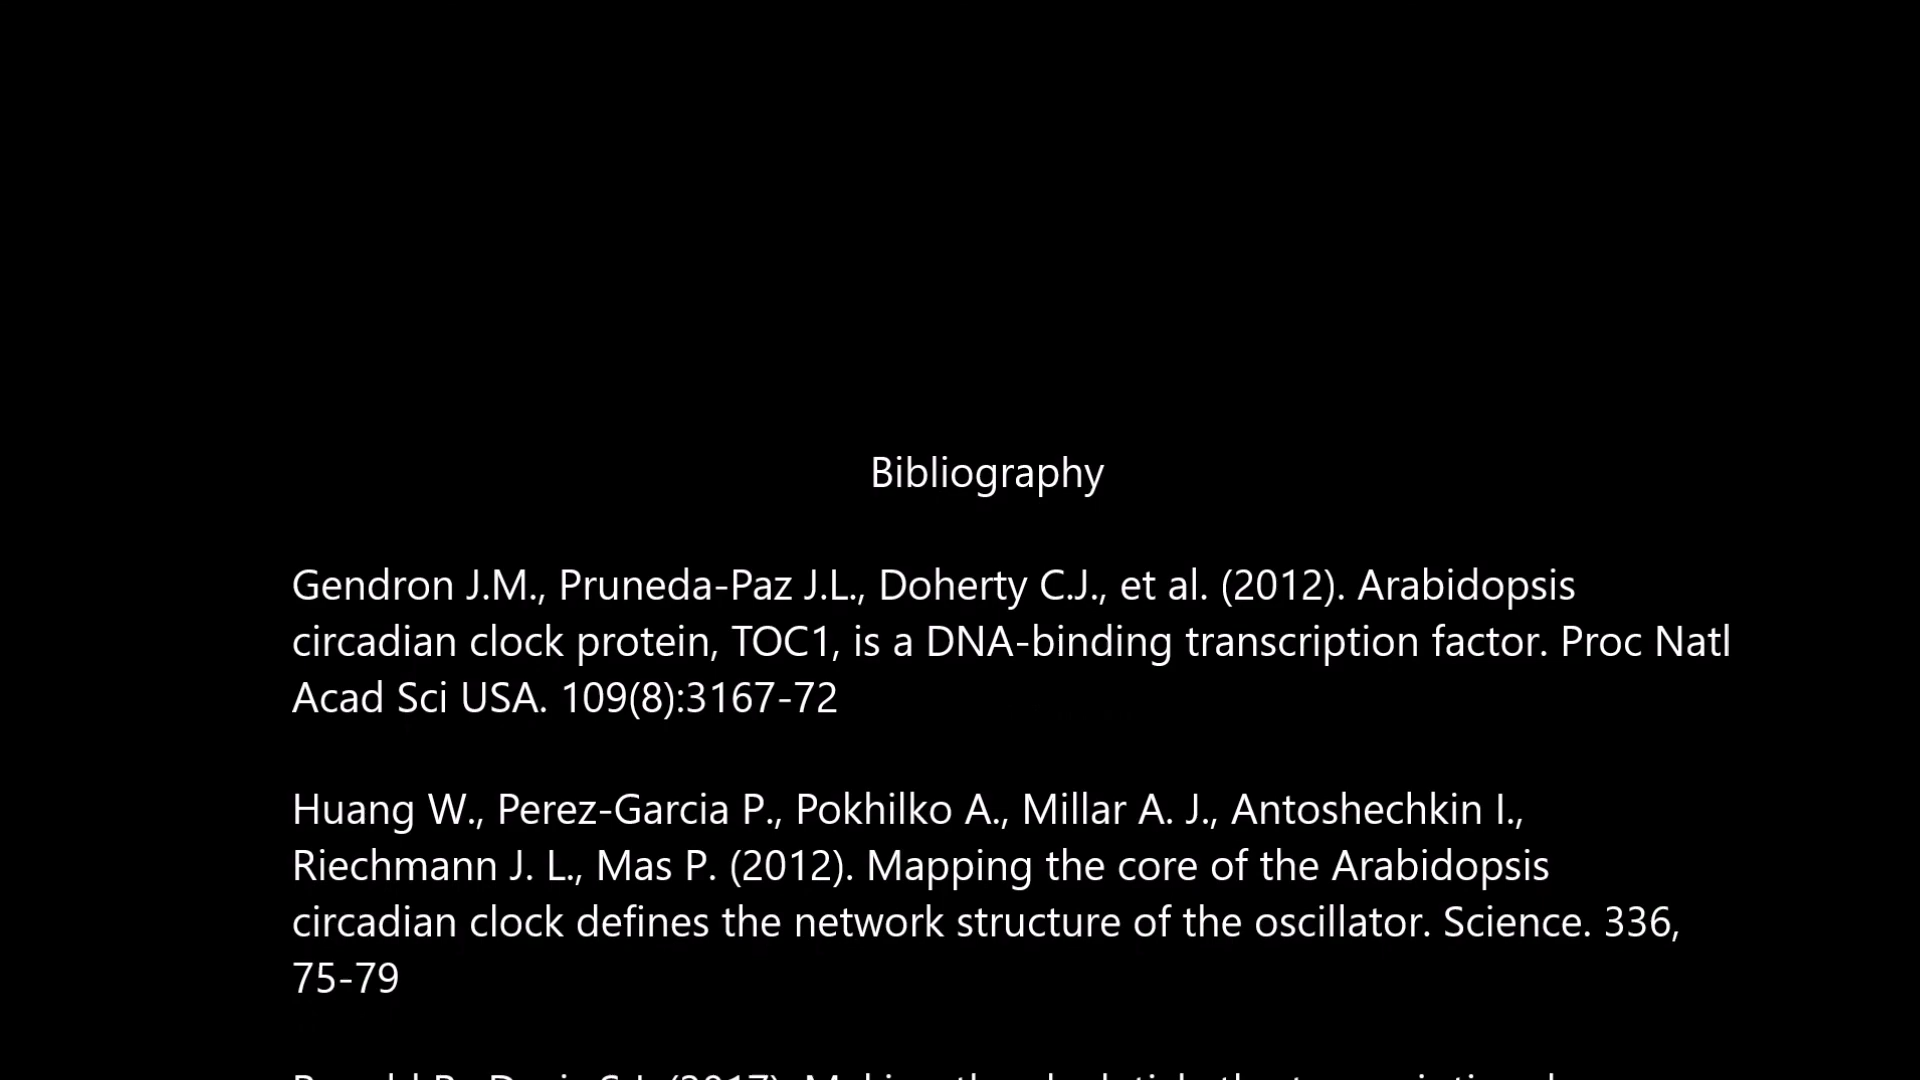 Bibliography
Gendron J.M., Pruneda-Paz J.L., Doherty C.J., et al. (2012). Arabidopsis
circadian clock protein, TOC1, is a DNA-binding transcription factor. Proc Natl
Acad Sci USA. 109(8):3167-72
Huang W., Perez-Garcia P., Pokhilko A., Millar A. J., Antoshechkin I.,
Riechmann J. L., Mas P. (2012). Mapping the core of the Arabidopsis
circadian clock defines the network structure of the oscillator. Science. 336,
75-79